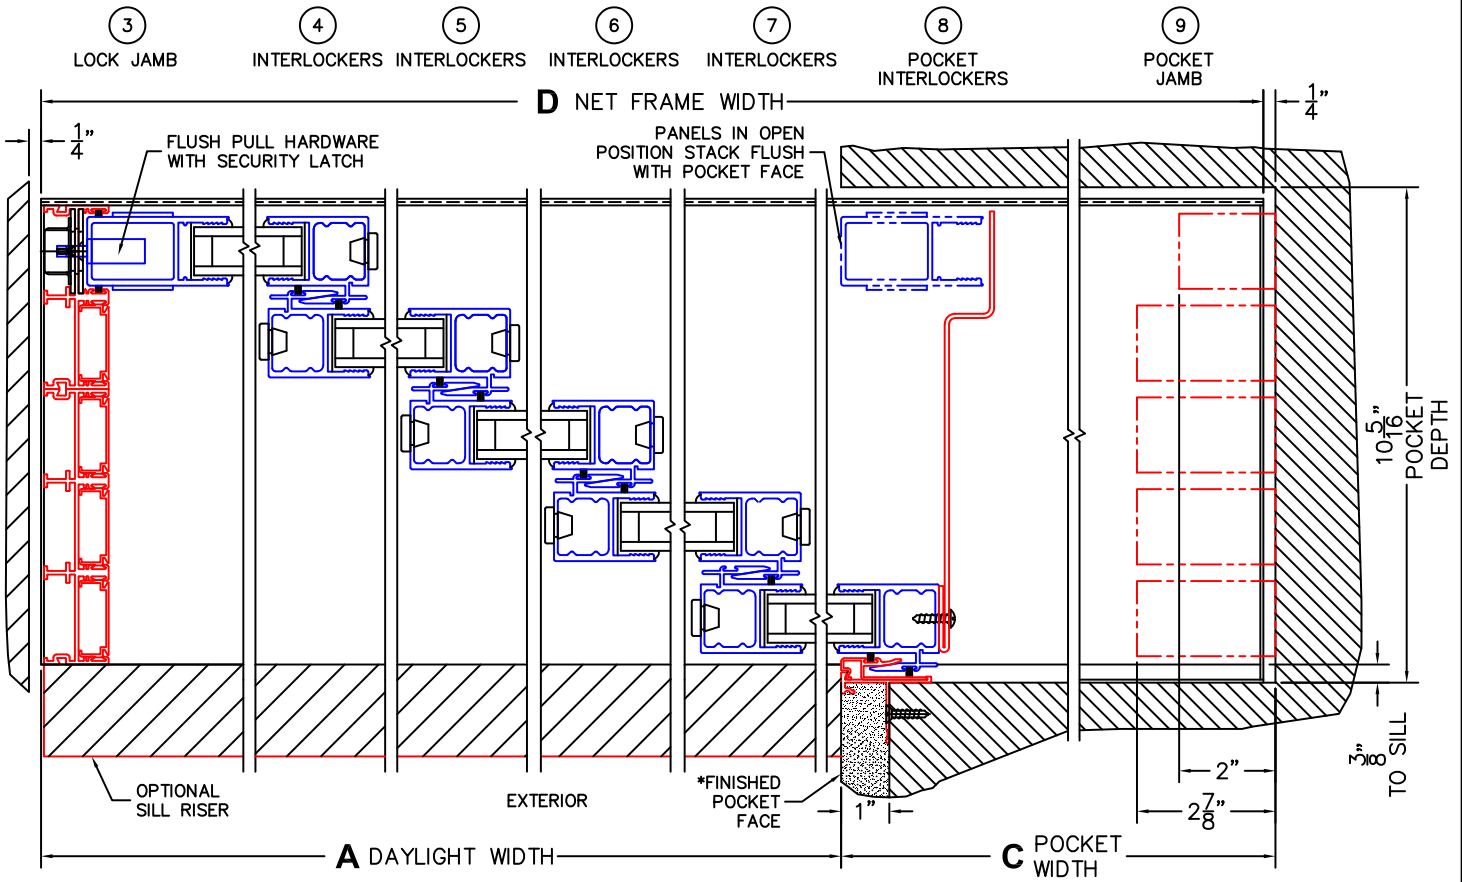 3
LOCK JAMB
4
INTERLOCKERS
5
INTERLOCKERS
6
INTERLOCKERS
7
INTERLOCKERS
8
POCKET
INTERLOCKERS
9
POCKET
JAMB
D NET FRAME WIDTH
1/4"
1/4"
FLUSH PULL HARDWARE
WITH SECURITY LATCH
PANELS IN OPEN
POSITION STACK FLUSH
WITH POCKET FACE
10 5/16"
POCKET
DEPTH
3/8"
TO SILL
OPTIONAL
SILL RISER
EXTERIOR
*FINISHED
POCKET
FACE
1"
2"
2 7/8"
A DAYLIGHT WIDTH
C POCKET
WIDTH